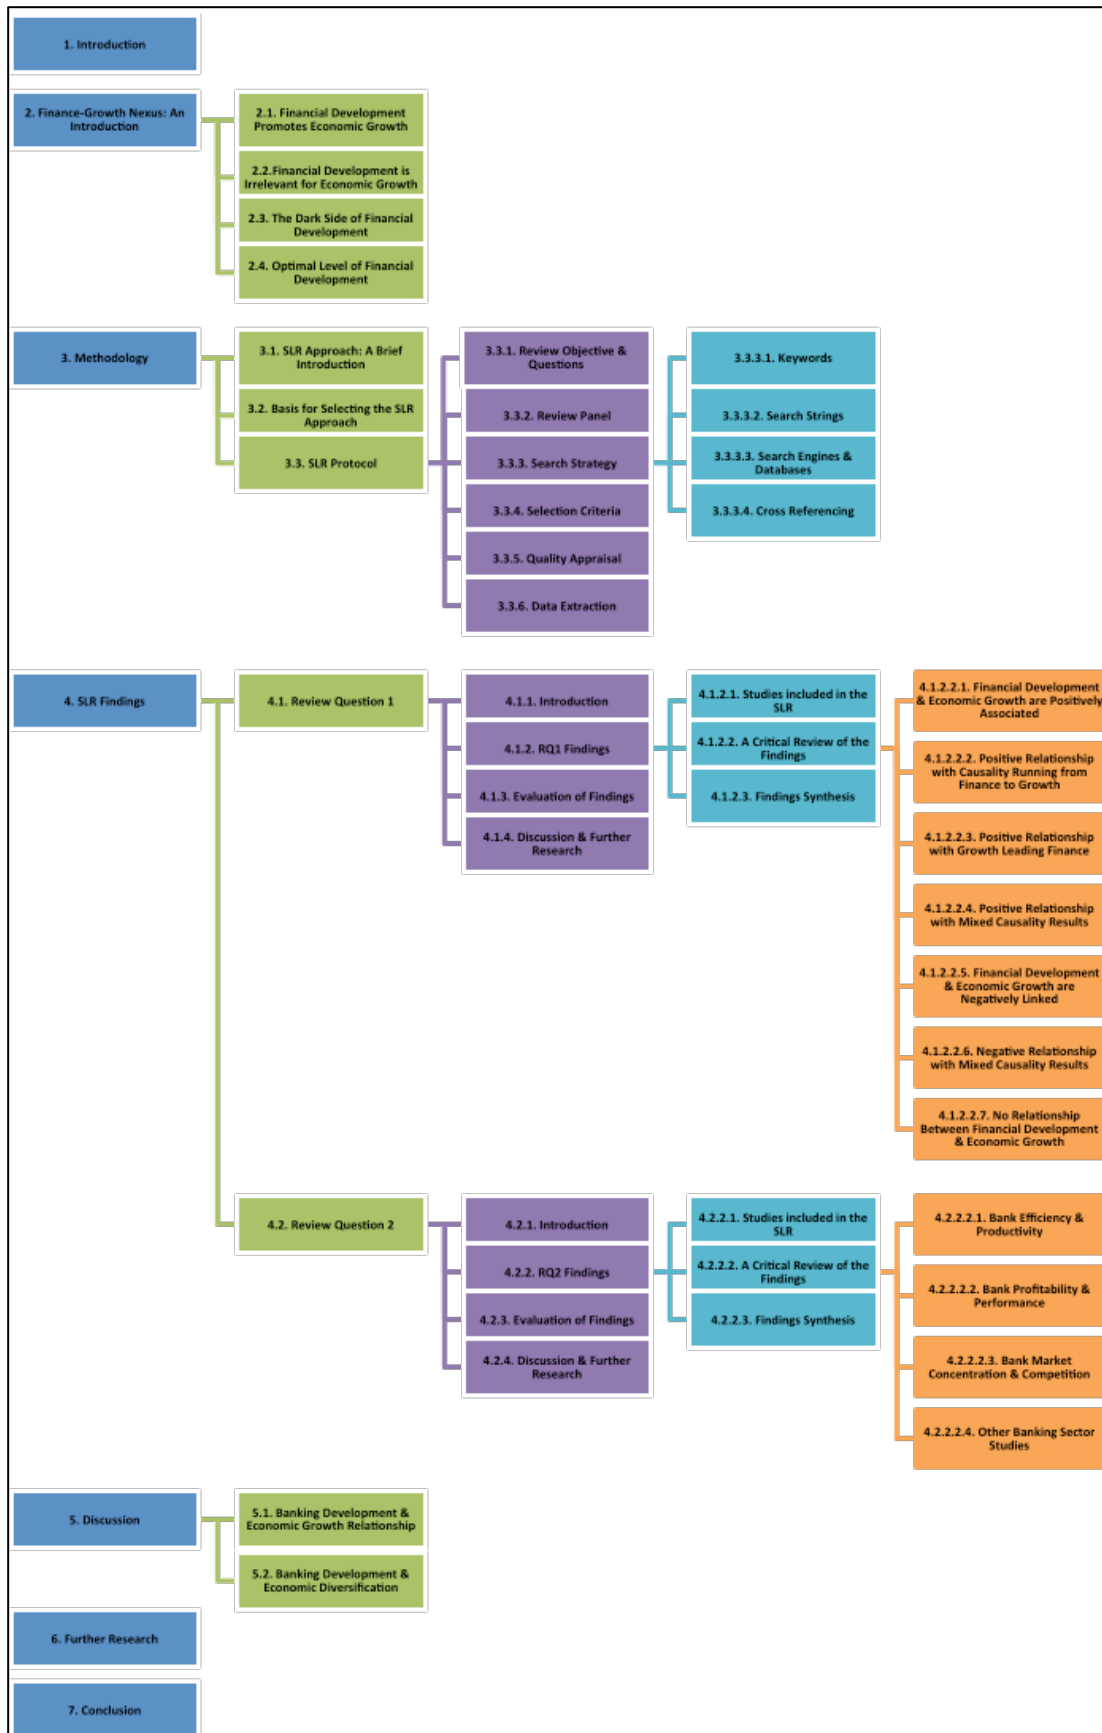 1. Introduction
2. Finance-Growth Nexus: An
Introduction
2.1. Financial Development
Promotes Economic Growth
2.2.Financial Development is
Irrelevant for Economic Growth
2.3. The Dark Side of Financial
Development
2.4. Optimal Level of Financial
Development
3. Methodology
3.1. SLR Approach: A Brief
Introduction
3.2. Basis for Selecting the SLR
Approach
3.3. SLR Protocol
3.3.1. Review Objective &
Questions
3.3.2. Review Panel
3.3.3. Search Strategy
3.3.4. Selection Criteria
3.3.5. Quality Appraisal
3.3.6. Data Extraction
3.3.3.1. Keywords
3.3.3.2. Search Strings
3.3.3.3. Search Engines &
Databases
3.3.3.4. Cross Referencing
4. SLR Findings
4.1. Review Question 1
4.1.1. Introduction
4.1.2. RQ1 Findings
4.1.3. Evaluation of Findings
4.1.4. Discussion & Further
Research
4.1.2.1. Studies included in the
SLR
4.1.2.2. A Critical Review of the
Findings
4.1.2.3. Findings Synthesis
4.1.2.2.1. Financial Development
& Economic Growth are Positively
Associated
4.1.2.2.2. Positive Relationship
with Causality Running from
Finance to Growth
4.1.2.2.3. Positive Relationship
with Growth Leading Finance
4.1.2.2.4. Positive Relationship
with Mixed Causality Results
4.1.2.2.5. Financial Development
& Economic Growth are
Negatively Linked
4.1.2.2.6. Negative Relationship
with Mixed Causality Results
4.1.2.2.7. No Relationship
Between Financial Development
& Economic Growth
4.2. Review Question 2
4.2.1. Introduction
4.2.2. RQ2 Findings
4.2.3. Evaluation of Findings
4.2.4. Discussion & Further
Research
4.2.2.1. Studies included in the
SLR
4.2.2.2. A Critical Review of the
Findings
4.2.2.3. Findings Synthesis
4.2.2.2.1. Bank Efficiency &
Productivity
4.2.2.2.2. Bank Profitability &
Performance
4.2.2.2.3. Bank Market
Concentration & Competition
4.2.2.2.4. Other Banking Sector
Studies
5. Discussion
5.1. Banking Development &
Economic Growth Relationship
5.2. Banking Development &
Economic Diversification
6. Further Research
7. Conclusion